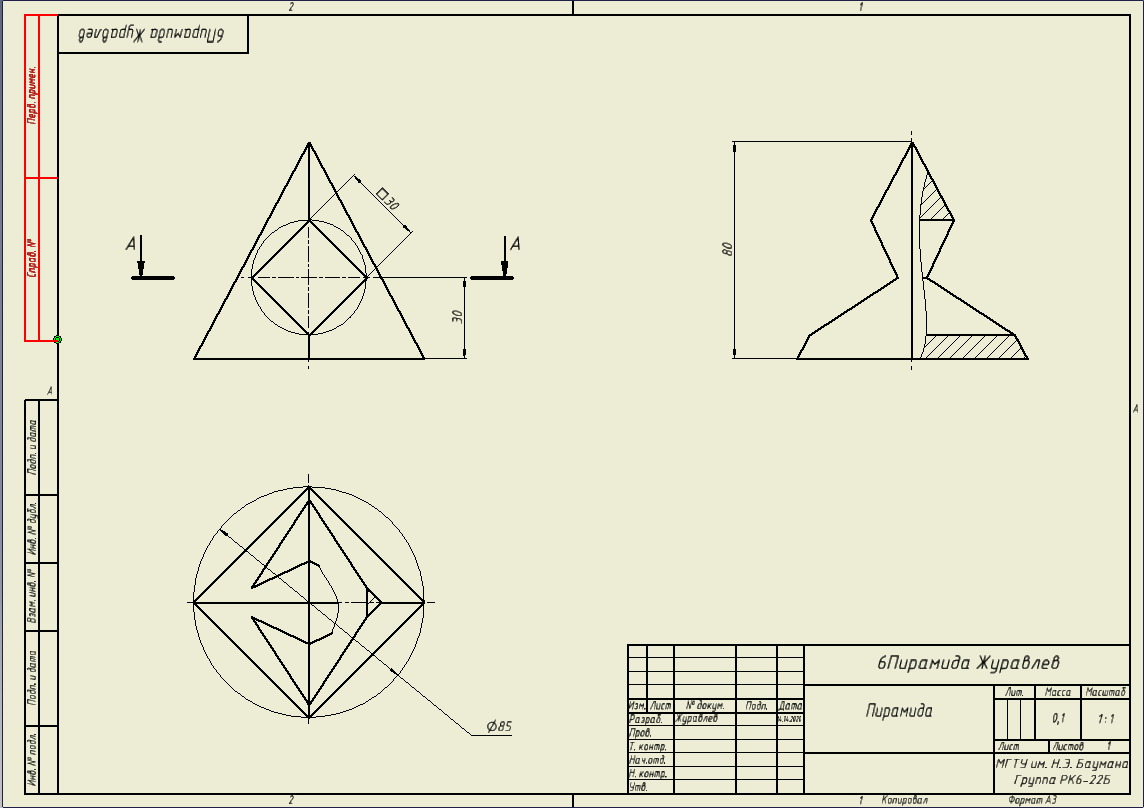 2
1
6Пирамида Журавлев
Перв. примен.
Справ. №
А
А
□30
30
80
А
А
Подп. и дата
Инв. № дубл.
Взам. инв. №
Подп. и дата
Инв. № подл.
Ø85
6Пирамида Журавлев
Пирамида
Лит.
Масса
Масштаб
0,1
1:1
Изм.
Лист
№ докум.
Подп.
Дата
Разраб.
Журавлев
14.04.2020
Пров.
Т. контр.
Нач.отд.
Н. контр.
Утв.
Лист
Листов 1
МГТУ им. Н.Э. Баумана
Группа РК6-22Б
2
1
Копировал
Формат А3